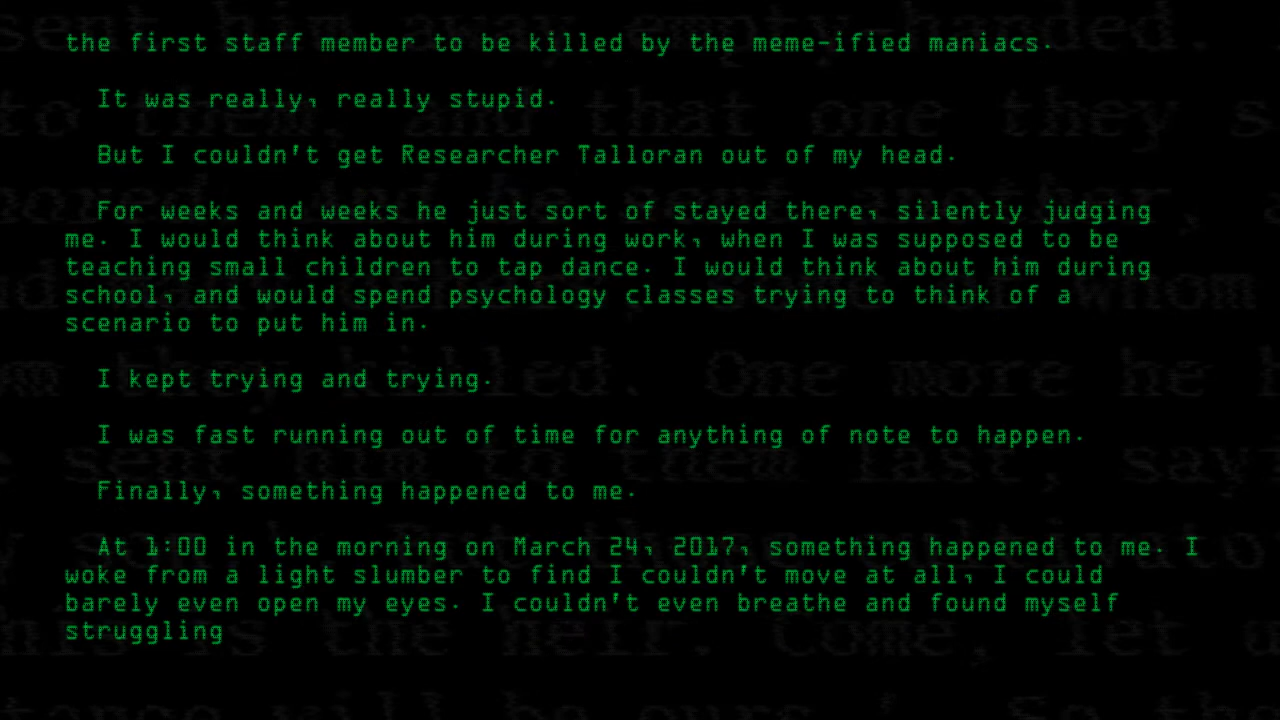 the first staff member to be killed by the meme-ified maniacs.
It was really, really stupid.
But I couldn't get Researcher Talloran out of my head.
For weeks and weeks he just sort of stayed there, silently judging
me. I would think about him during work, when I was supposed to be
teaching small children to tap dance. I would think about him during
school, and would spend psychology classes trying to think of a
scenario to put him in.
I kept trying and trying.
I was fast running out of time for anything of note to happen.
Finally, something happened to me.
At 1:00 in the morning on March 24, 2017, something happened to me. I
woke from a light slumber to find I couldn't move at all, I could
barely even open my eyes. I couldn't even breathe and found myself
struggling